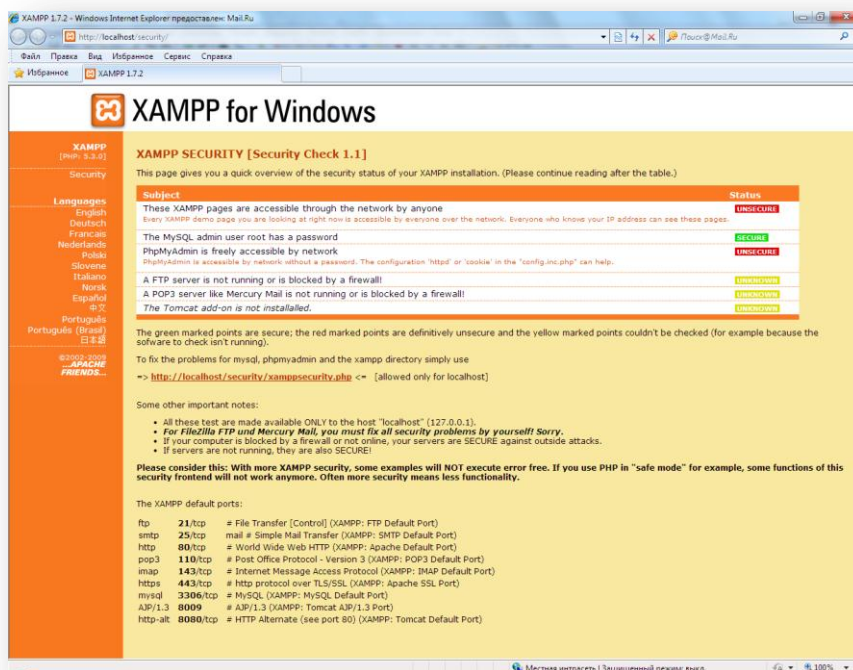 XAMPP 1.7.2 - Windows Internet Explorer предоставлен: Mail.Ru
http://localhost/security/
Поиск@Mail.Ru
Файл Правка Вид Избранное Сервис Справка
Избранное XAMPP 1.7.2
XAMPP for Windows
XAMPP
[PHP: 5.3.0]
Security
Languages
English
Deutsch
Francais
Nederlands
Polski
Slovene
Italiano
Norsk
Español
中文
Português
Português (Brasil)
日本語
©2002-2009
...APACHE
FRIENDS...
XAMPP SECURITY [Security Check 1.1]
This page gives you a quick overview of the security status of your XAMPP installation. (Please continue reading after the table.)
Subject Status
These XAMPP pages are accessible through the network by anyone UNSECURE
Every XAMPP demo page you are looking at right now is accessible by everyone over the network. Everyone who knows your IP address can see these pages.
The MySQL admin user root has a password SECURE
PhpMyAdmin is freely accessible by network UNSECURE
PhpMyAdmin is accessible by network without a password. The configuration 'httpd' or 'cookie' in the "config.inc.php" can help.
A FTP server is not running or is blocked by a firewall! UNKNOWN
A POP3 server like Mercury Mail is not running or is blocked by a firewall! UNKNOWN
The Tomcat add-on is not installalled. UNKNOWN
The green marked points are secure; the red marked points are definitively unsecure and the yellow marked points couldn't be checked (for example because the
sofware to check isn't running).
To fix the problems for mysql, phpmyadmin and the xampp directory simply use
=> http://localhost/security/xamppsecurity.php <= [allowed only for localhost]
Some other important notes:
• All these test are made available ONLY to the host "localhost" (127.0.0.1).
• For FileZilla FTP und Mercury Mail, you must fix all security problems by yourself! Sorry.
• If your computer is blocked by a firewall or not online, your servers are SECURE against outside attacks.
• If servers are not running, they are also SECURE!
Please consider this: With more XAMPP security, some examples will NOT execute error free. If you use PHP in "safe mode" for example, some functions of this
security frontend will not work anymore. Often more security means less functionality.
The XAMPP default ports:
ftp 21/tcp # File Transfer [Control] (XAMPP: FTP Default Port)
smtp 25/tcp mail # Simple Mail Transfer (XAMPP: SMTP Default Port)
http 80/tcp # World Wide Web HTTP (XAMPP: Apache Default Port)
pop3 110/tcp # Post Office Protocol - Version 3 (XAMPP: POP3 Default Port)
imap 143/tcp # Internet Message Access Protocol (XAMPP: IMAP Default Port)
https 443/tcp # http protocol over TLS/SSL (XAMPP: Apache SSL Port)
mysql 3306/tcp # MySQL (XAMPP: MySQL Default Port)
AJP/1.3 8009 # AJP/1.3 (XAMPP: Tomcat AJP/1.3 Port)
http-alt 8080/tcp # HTTP Alternate (see port 80) (XAMPP: Tomcat Default Port)
Местная интрасеть | Защищенный режим: выкл. 100%